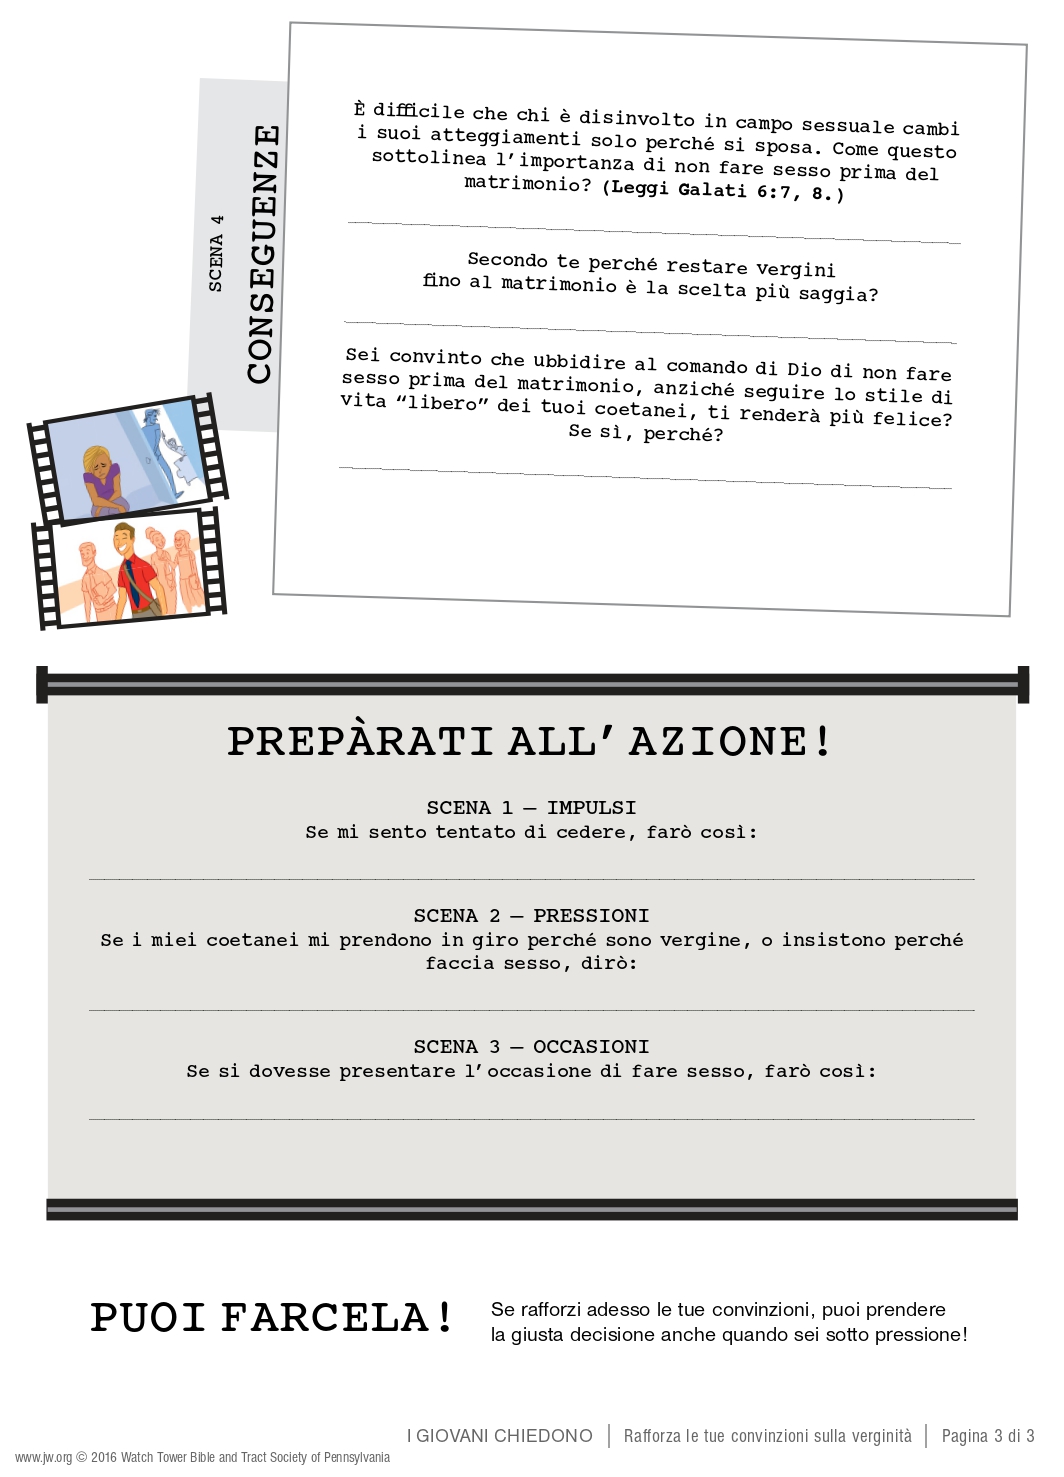 SCENA 4
CONSEGUENZE
È difficile che chi è disinvolto in campo sessuale cambi
i suoi atteggiamenti solo perché si sposa. Come questo
sottolinea l’importanza di non fare sesso prima del
matrimonio? (Leggi Galati 6:7, 8.)
Secondo te perché restare vergini
fino al matrimonio è la scelta più saggia?
Sei convinto che ubbidire al comando di Dio di non fare
sesso prima del matrimonio, anziché seguire lo stile di
vita “libero” dei tuoi coetanei, ti renderà più felice?
Se sì, perché?
PREPÀRATI ALL’AZIONE!
SCENA 1 — IMPULSI
Se mi sento tentato di cedere, farò così:
SCENA 2 — PRESSIONI
Se i miei coetanei mi prendono in giro perché sono vergine, o insistono perché
faccia sesso, dirò:
SCENA 3 — OCCASIONI
Se si dovesse presentare l’occasione di fare sesso, farò così:
PUOI FARCELA!
Se rafforzi adesso le tue convinzioni, puoi prendere
la giusta decisione anche quando sei sotto pressione!
I GIOVANI CHIEDONO | Rafforza le tue convinzioni sulla verginità | Pagina 3 di 3
www.jw.org © 2016 Watch Tower Bible and Tract Society of Pennsylvania